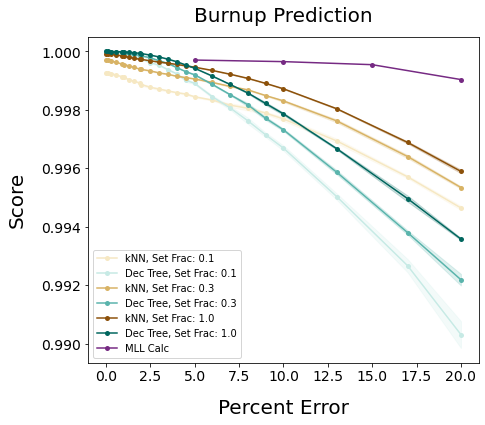 Burnup Prediction
Score
1.000
0.998
0.996
0.994
0.992
0.990
kNN, Set Frac: 0.1
Dec Tree, Set Frac: 0.1
kNN, Set Frac: 0.3
Dec Tree, Set Frac: 0.3
kNN, Set Frac: 1.0
Dec Tree, Set Frac: 1.0
MLL Calc
0.0 2.5 5.0 7.5 10.0 12.5 15.0 17.5 20.0
Percent Error